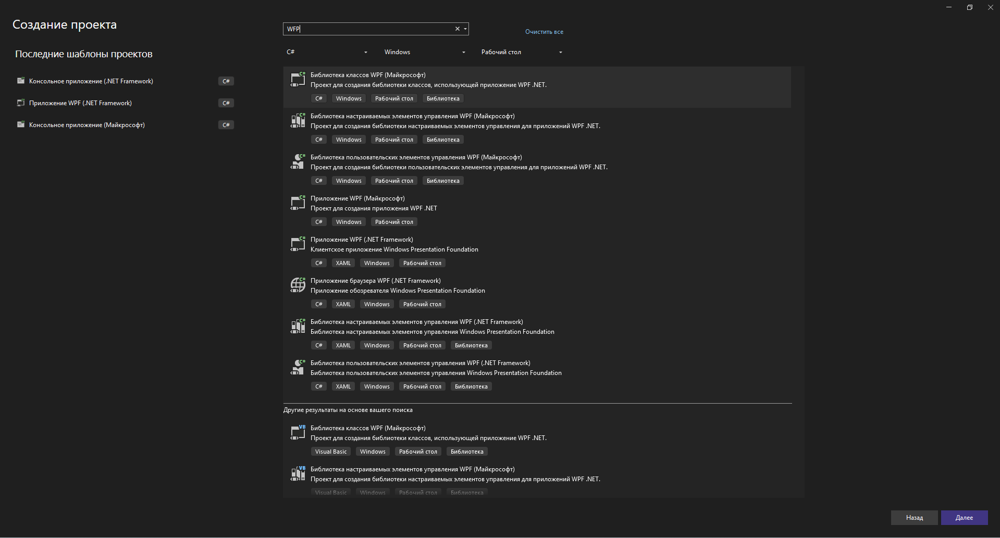 Создание проекта
Последние шаблоны проектов
Консольное приложение (.NET Framework) C#
Приложение WPF (.NET Framework) C#
Консольное приложение (Майкрософт) C#
WFP
Очистить все
C# Windows Рабочий стол
Библиотека классов WPF (Майкрософт)
Проект для создания библиотеки классов, использующей приложение WPF .NET.
C# Windows Рабочий стол Библиотека
Библиотека настраиваемых элементов управления WPF (Майкрософт)
Проект для создания библиотеки настраиваемых элементов управления для приложений WPF .NET.
C# Windows Рабочий стол Библиотека
Библиотека пользовательских элементов управления WPF (Майкрософт)
Проект для создания библиотеки пользовательских элементов управления для приложений WPF .NET.
C# Windows Рабочий стол Библиотека
Приложение WPF (Майкрософт)
Проект для создания приложения WPF .NET
C# Windows Рабочий стол
Приложение WPF (.NET Framework)
Клиентское приложение Windows Presentation Foundation
C# XAML Windows Рабочий стол
Приложение браузера WPF (.NET Framework)
Приложение обозревателя Windows Presentation Foundation
C# XAML Windows Рабочий стол
Библиотека настраиваемых элементов управления WPF (.NET Framework)
Библиотека настраиваемых элементов управления Windows Presentation Foundation
C# XAML Windows Рабочий стол Библиотека
Библиотека пользовательских элементов управления WPF (.NET Framework)
Библиотека пользовательских элементов управления Windows Presentation Foundation
C# XAML Windows Рабочий стол Библиотека
Другие результаты на основе вашего поиска
Библиотека классов WPF (Майкрософт)
Проект для создания библиотеки классов, использующей приложение WPF .NET.
Visual Basic Windows Рабочий стол Библиотека
Библиотека настраиваемых элементов управления WPF (Майкрософт)
Проект для создания библиотеки настраиваемых элементов управления для приложений WPF .NET.
Visual Basic Windows Рабочий стол Библиотека
Назад Далее